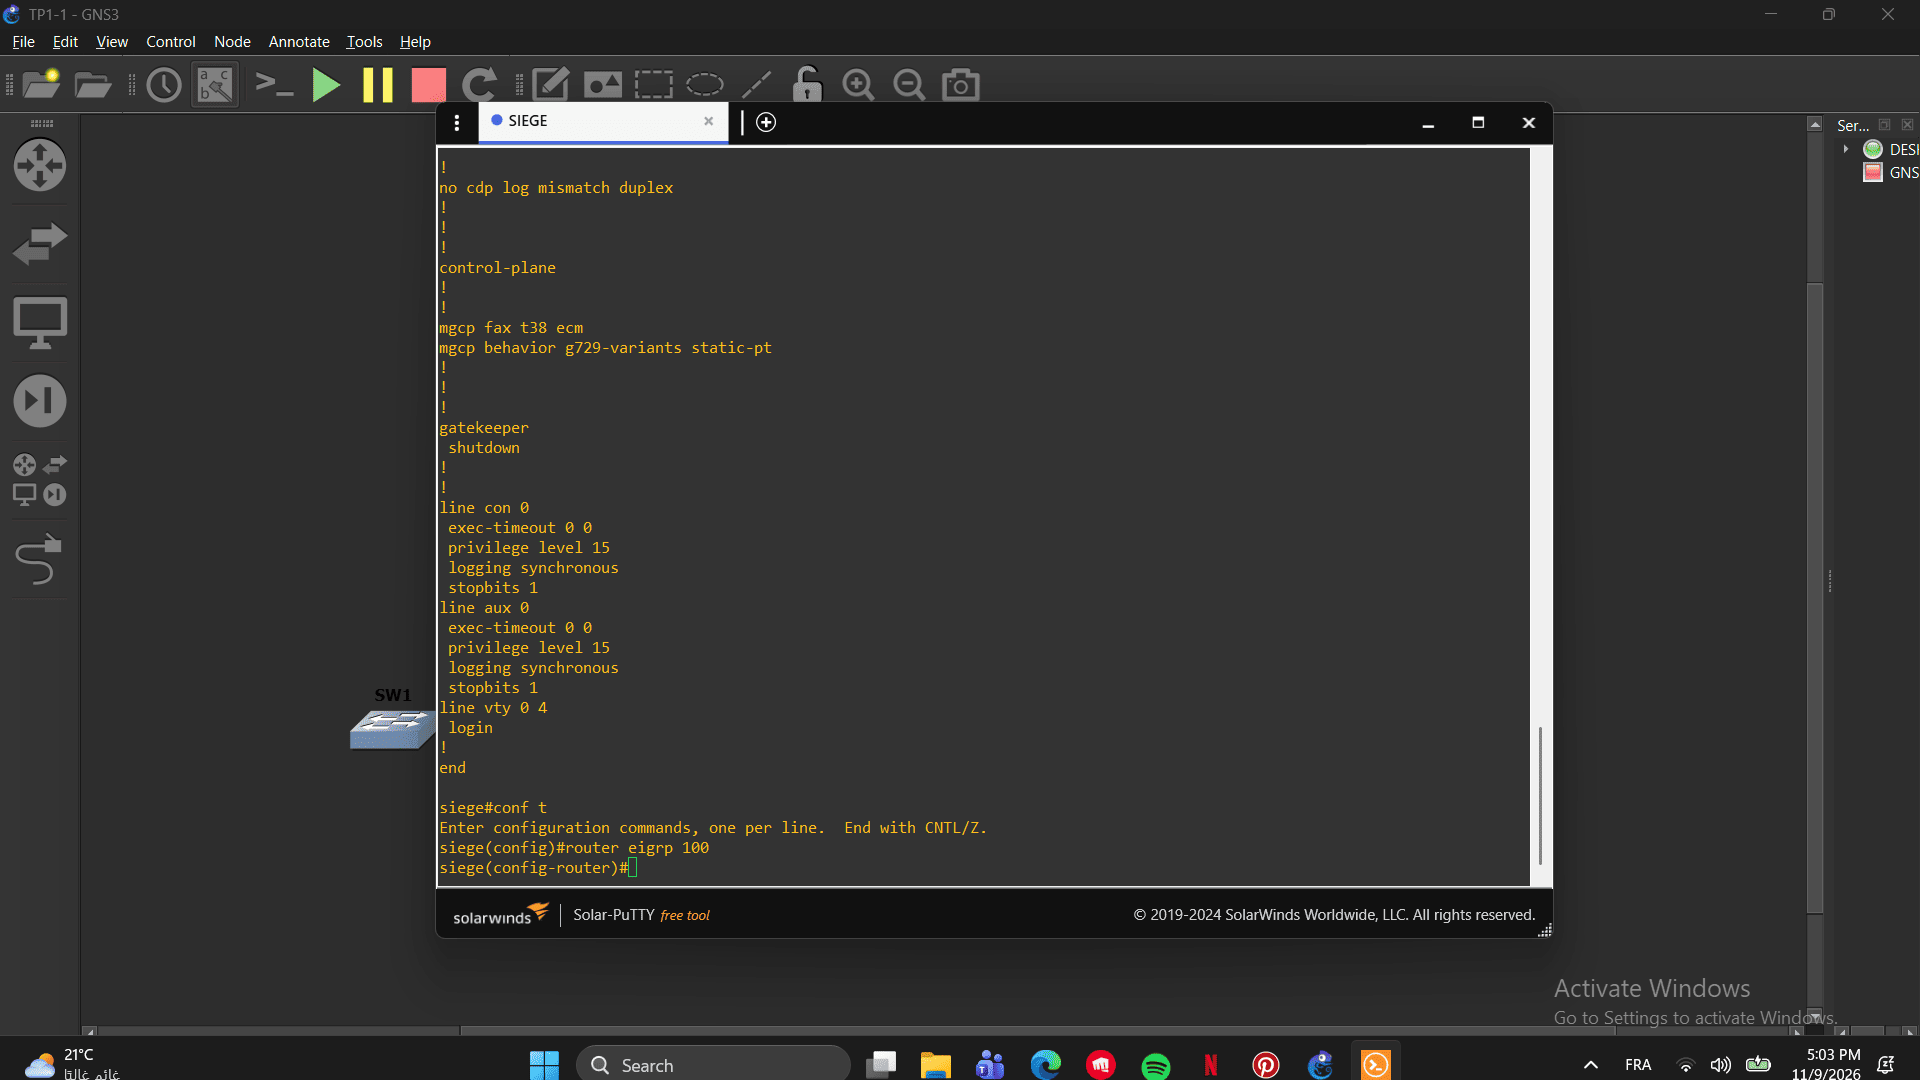 TP1-1 - GNS3
File Edit View Control Node Annotate Tools Help
SIEGE
Ser...
DESI
GNS
!
no cdp log mismatch duplex
!
!
!
control-plane
!
!
mgcp fax t38 ecm
mgcp behavior g729-variants static-pt
!
!
!
gatekeeper
shutdown
!
!
line con 0
exec-timeout 0 0
privilege level 15
logging synchronous
stopbits 1
line aux 0
exec-timeout 0 0
privilege level 15
logging synchronous
stopbits 1
line vty 0 4
login
!
end
siege#conf t
Enter configuration commands, one per line.  End with CNTL/Z.
siege(config)#router eigrp 100
siege(config-router)#
SW1
solarwinds
Solar-PuTTY free tool
© 2019-2024 SolarWinds Worldwide, LLC. All rights reserved.
Activate Windows
Go to Settings to activate Windows.
21°C
غائم غالبًا
Search
FRA
5:03 PM
11/9/2026